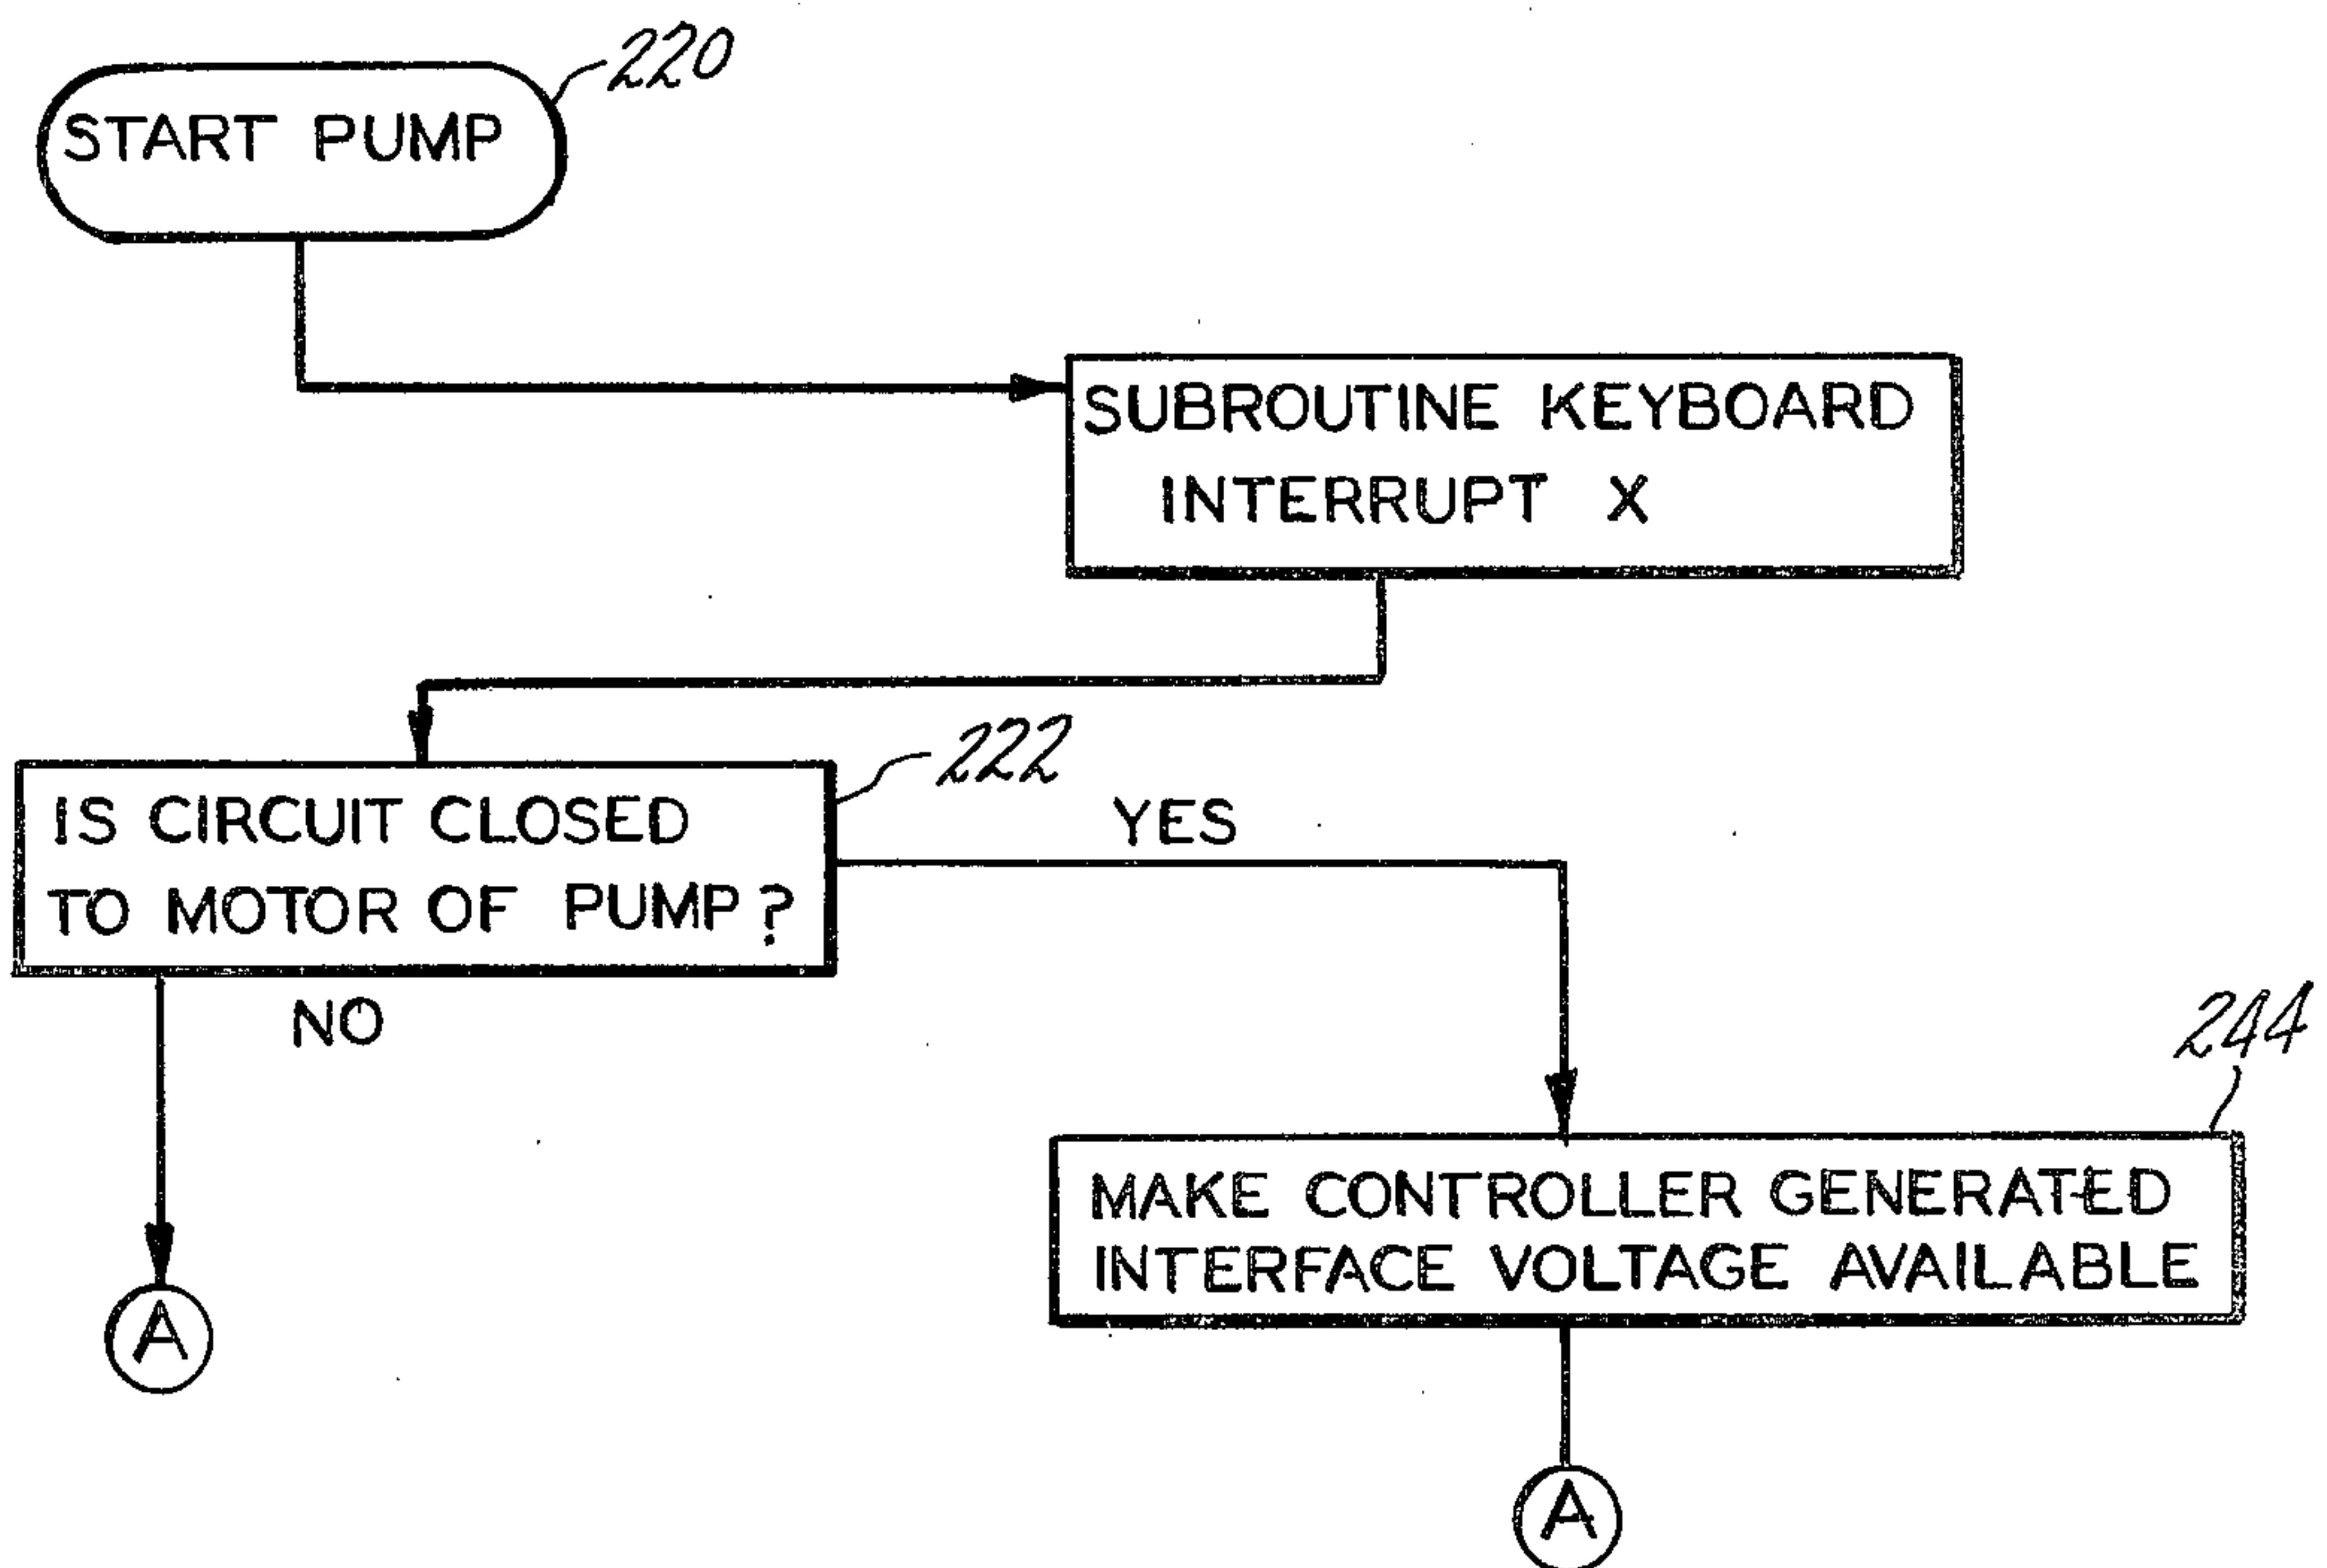 220
START PUMP
SUBROUTINE KEYBOARD
INTERRUPT X
222
IS CIRCUIT CLOSED
TO MOTOR OF PUMP?
YES
NO
244
MAKE CONTROLLER GENERATED
INTERFACE VOLTAGE AVAILABLE
A
A